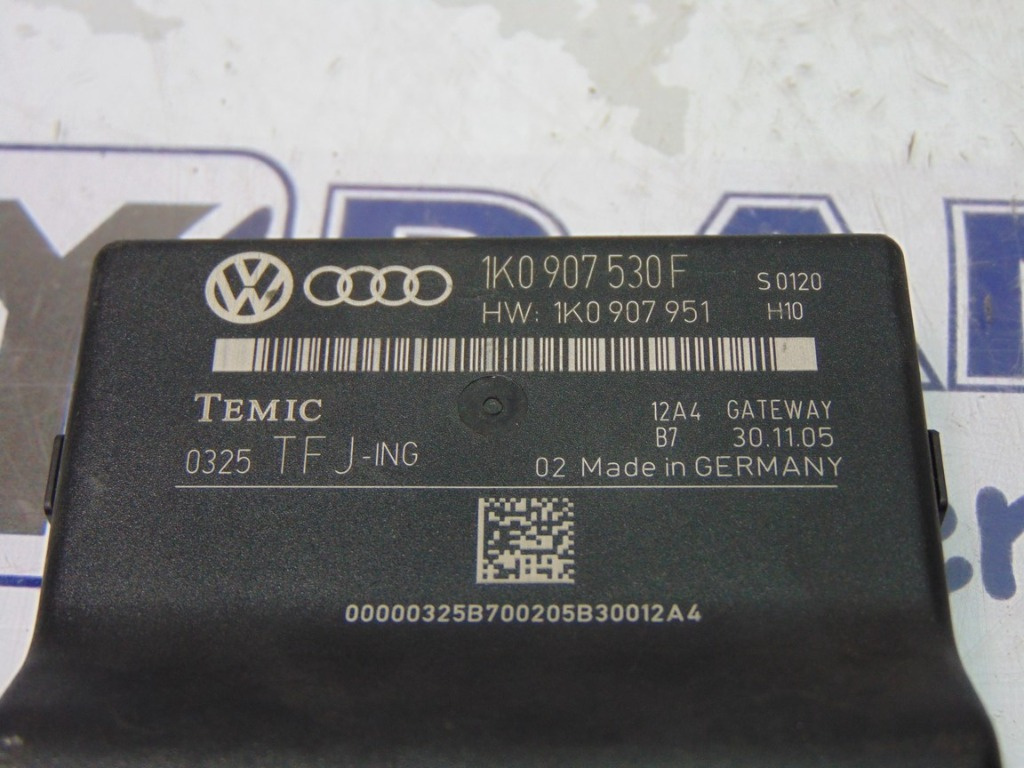 1K0 907 530 F
S 0120
HW: 1K0 907 951
H10
TEMIC
12A4 GATEWAY
B7 30.11.05
0325 TFJ-ING
02 Made in GERMANY
00000325B700205B30012A4